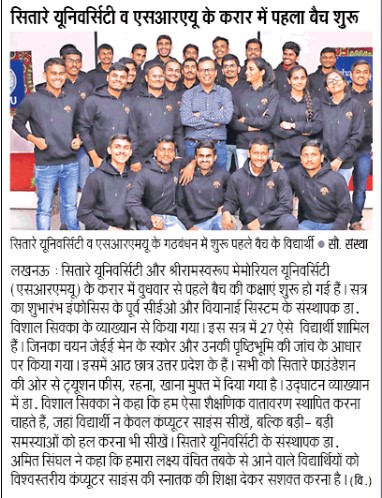 सितारे यूनिवर्सिटी व एसआरएयू के करार में पहला बैच शुरू
सितारे यूनिवर्सिटी व एसआरएमयू के गठबंधन में शुरू पहले बैच के विद्यार्थी ● सौ. संस्था
लखनऊ : सितारे यूनिवर्सिटी और श्रीरामस्वरूप मेमोरियल यूनिवर्सिटी
(एसआरएमयू) के करार में बुधवार से पहले बैच की कक्षाएं शुरू हो गई हैं। सत्र
का शुभारंभ इंफोसिस के पूर्व सीईओ और वियानाई सिस्टम के संस्थापक डा.
विशाल सिक्का के व्याख्यान से किया गया। इस सत्र में 27 ऐसे विद्यार्थी शामिल
हैं। जिनका चयन जेईई मेन के स्कोर और उनकी पृष्ठिभूमि की जांच के आधार
पर किया गया। इसमें आठ छात्र उत्तर प्रदेश के हैं। सभी को सितारे फाउंडेशन
की ओर से ट्यूशन फीस, रहना, खाना मुफ्त में दिया गया है। उद्घाटन व्याख्यान
में डा. विशाल सिक्का ने कहा कि हम ऐसा शैक्षणिक वातावरण स्थापित करना
चाहते हैं, जहां विद्यार्थी न केवल कंप्यूटर साइंस सीखें, बल्कि बड़ी- बड़ी
समस्याओं को हल करना भी सीखें। सितारे यूनिवर्सिटी के संस्थापक डा.
अमित सिंघल ने कहा कि हमारा लक्ष्य वंचित तबके से आने वाले विद्यार्थियों को
विश्वस्तरीय कंप्यूटर साइंस की स्नातक की शिक्षा देकर सशक्त करना है। (वि.)